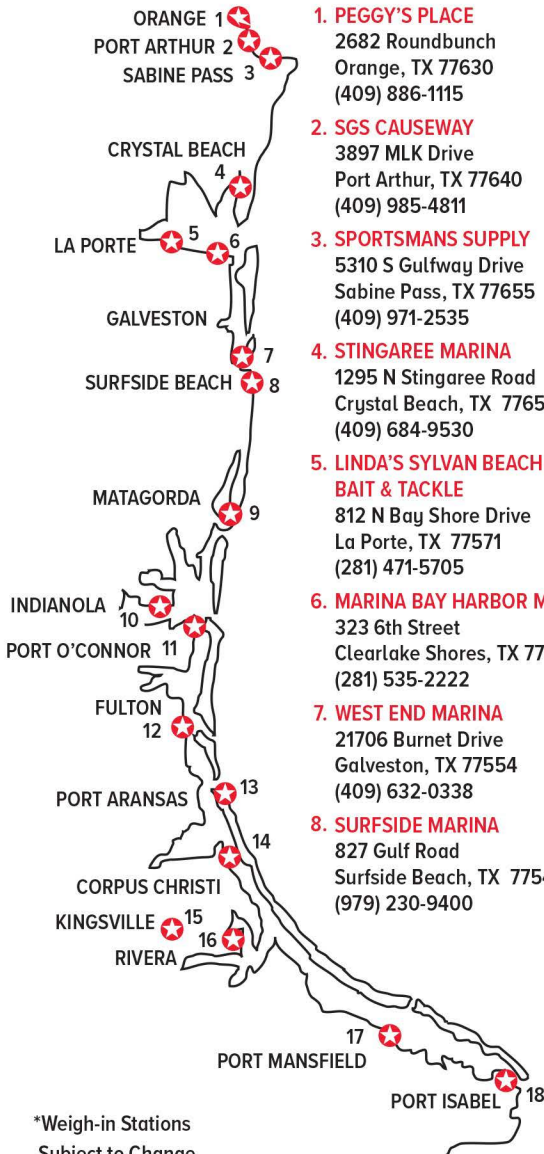 ORANGE 1
PORT ARTHUR 2
SABINE PASS 3
CRYSTAL BEACH
4
LA PORTE
5
6
GALVESTON
7
SURFSIDE BEACH
8
MATAGORDA
9
INDIANOLA
10
PORT O'CONNOR
11
FULTON
12
PORT ARANSAS
13
14
CORPUS CHRISTI
KINGSVILLE
15
16
RIVERA
17
PORT MANSFIELD
PORT ISABEL
18
*Weigh-in Stations
Subject to Change
1. PEGGY'S PLACE
2682 Roundbunch
Orange, TX 77630
(409) 886-1115
2. SGS CAUSEWAY
3897 MLK Drive
Port Arthur, TX 77640
(409) 985-4811
3. SPORTSMANS SUPPLY
5310 S Gulfway Drive
Sabine Pass, TX 77655
(409) 971-2535
4. STINGAREE MARINA
1295 N Stingaree Road
Crystal Beach, TX 7765
(409) 684-9530
5. LINDA'S SYLVAN BEACH
BAIT & TACKLE
812 N Bay Shore Drive
La Porte, TX 77571
(281) 471-5705
6. MARINA BAY HARBOR M
323 6th Street
Clearlake Shores, TX 77
(281) 535-2222
7. WEST END MARINA
21706 Burnet Drive
Galveston, TX 77554
(409) 632-0338
8. SURFSIDE MARINA
827 Gulf Road
Surfside Beach, TX 7754
(979) 230-9400